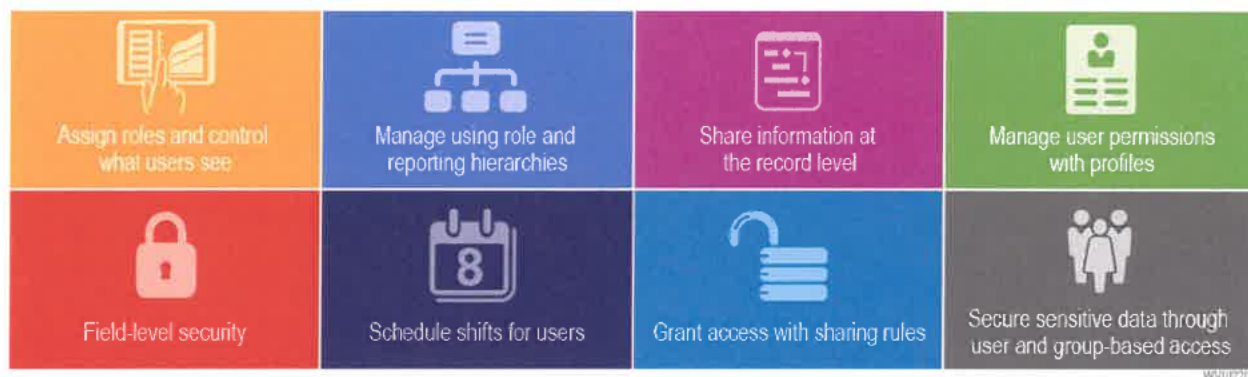 Assign roles and control
what users see
Manage using role and
reporting hierarchies
Share information at
the record level
Manage user permissions
with profiles
Field-level security
8
Schedule shifts for users
Grant access with sharing rules
Secure sensitive data through
user and group-based access